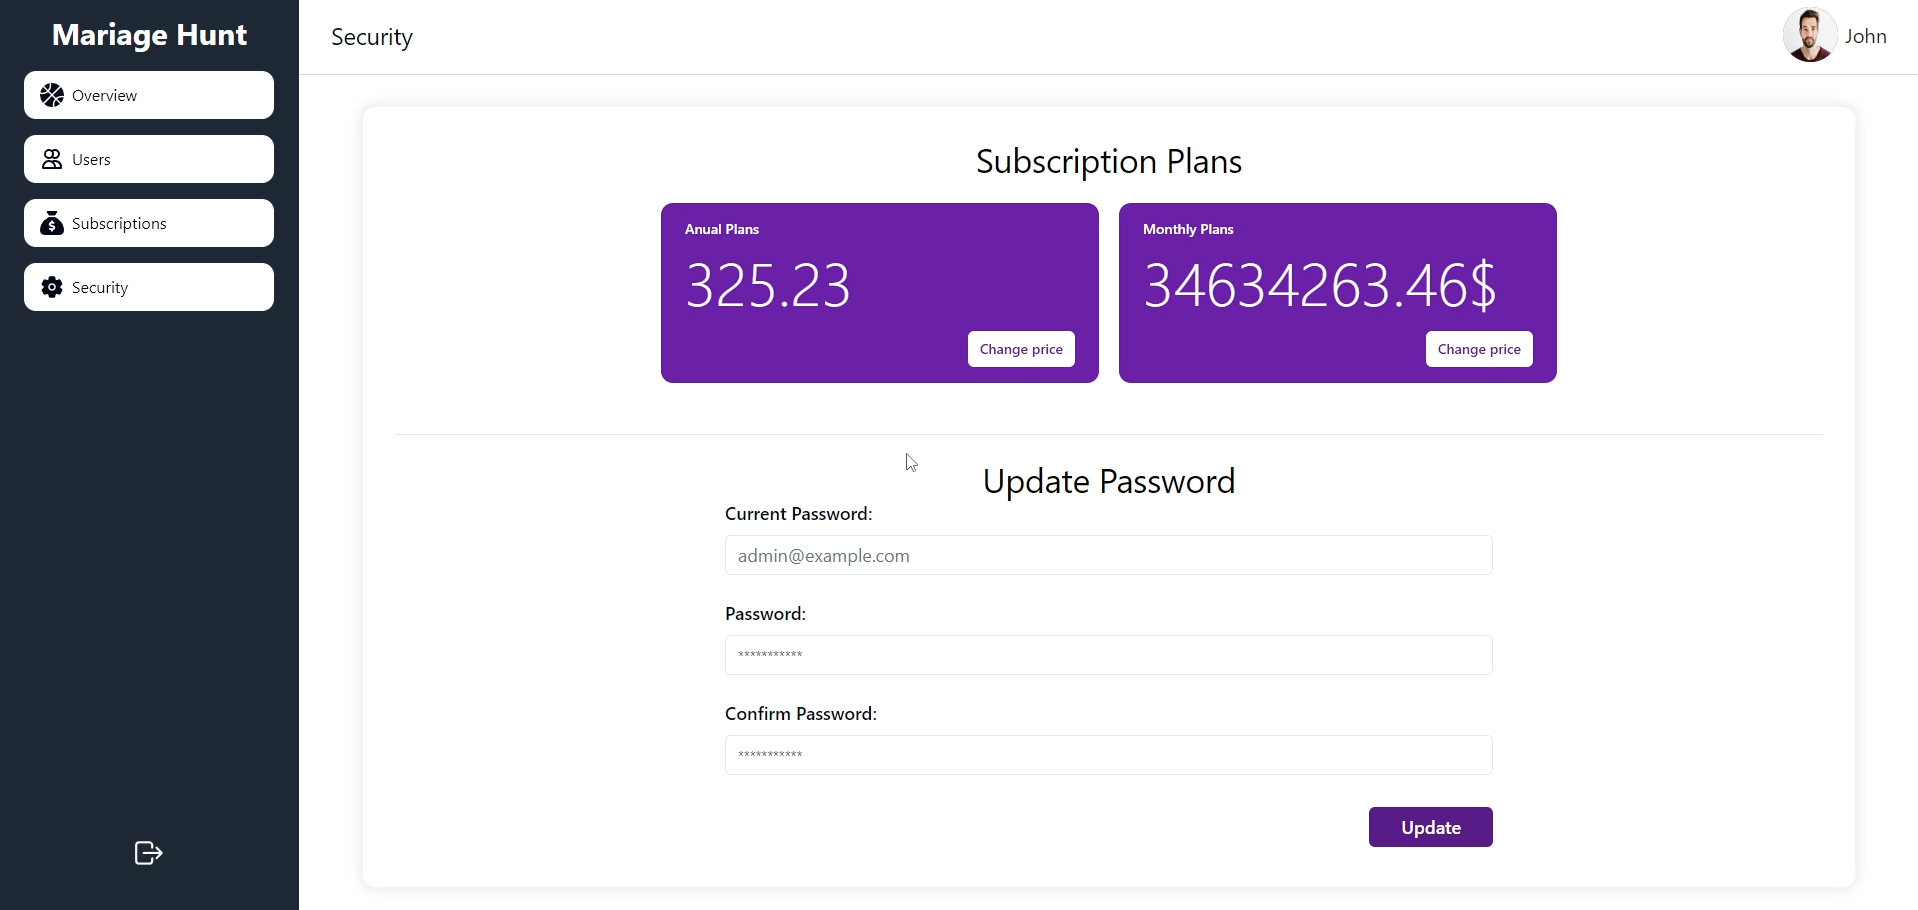 Mariage Hunt
Overview
Users
Subscriptions
Security
Security
John
Subscription Plans
Anual Plans
325.23
Change price
Monthly Plans
34634263.46$
Change price
Update Password
Current Password:
admin@example.com
Password:
***********
Confirm Password:
***********
Update